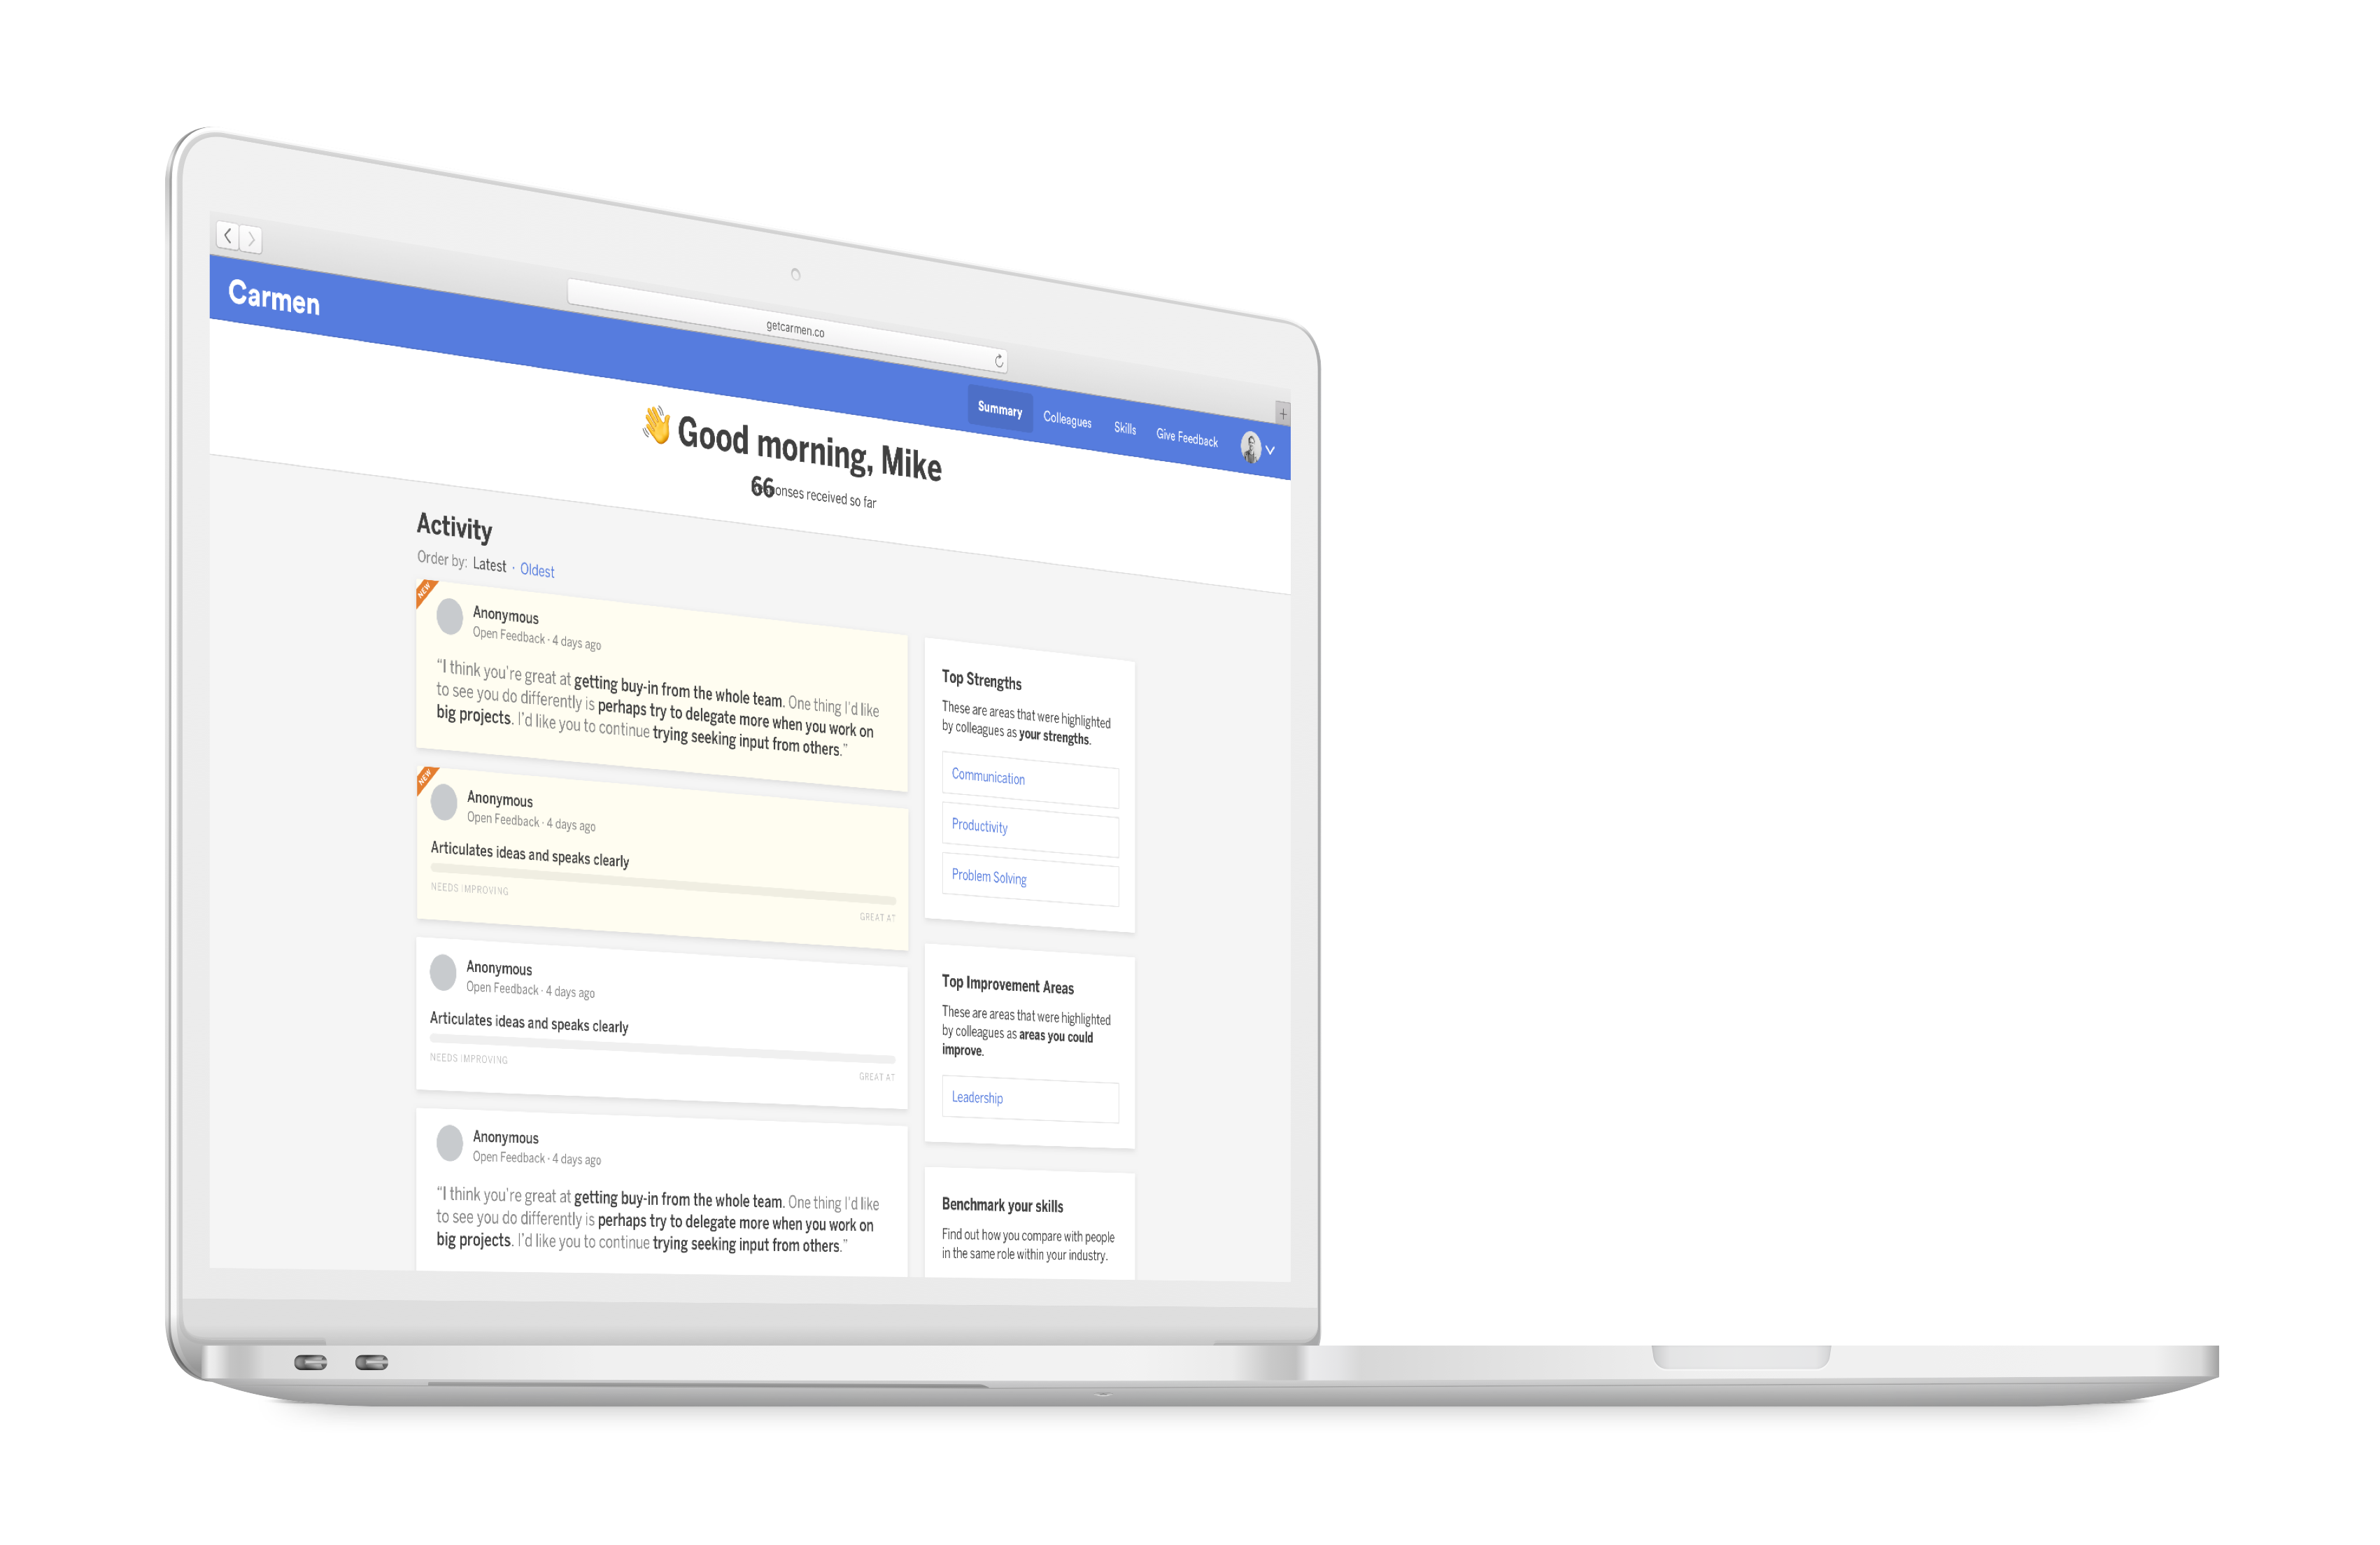 getcarmen.co
Carmen
Summary
Colleagues
Skills
Give Feedback
👋 Good morning, Mike
66 received so far
Activity
Order by: Latest · Oldest
NEW
Anonymous
Open Feedback · 4 days ago
“I think you’re great at getting buy-in from the whole team. One thing I’d like
to see you do differently is perhaps try to delegate more when you work on
big projects. I’d like you to continue trying seeking input from others.”
NEW
Anonymous
Open Feedback · 4 days ago
Articulates ideas and speaks clearly
NEEDS IMPROVING
GREAT AT
Anonymous
Open Feedback · 4 days ago
Articulates ideas and speaks clearly
NEEDS IMPROVING
GREAT AT
Anonymous
Open Feedback · 4 days ago
“I think you’re great at getting buy-in from the whole team. One thing I’d like
to see you do differently is perhaps try to delegate more when you work on
big projects. I’d like you to continue trying seeking input from others.”
Top Strengths
These are areas that were highlighted
by colleagues as your strengths.
Communication
Productivity
Problem Solving
Top Improvement Areas
These are areas that were highlighted
by colleagues as areas you could
improve.
Leadership
Benchmark your skills
Find out how you compare with people
in the same role within your industry.